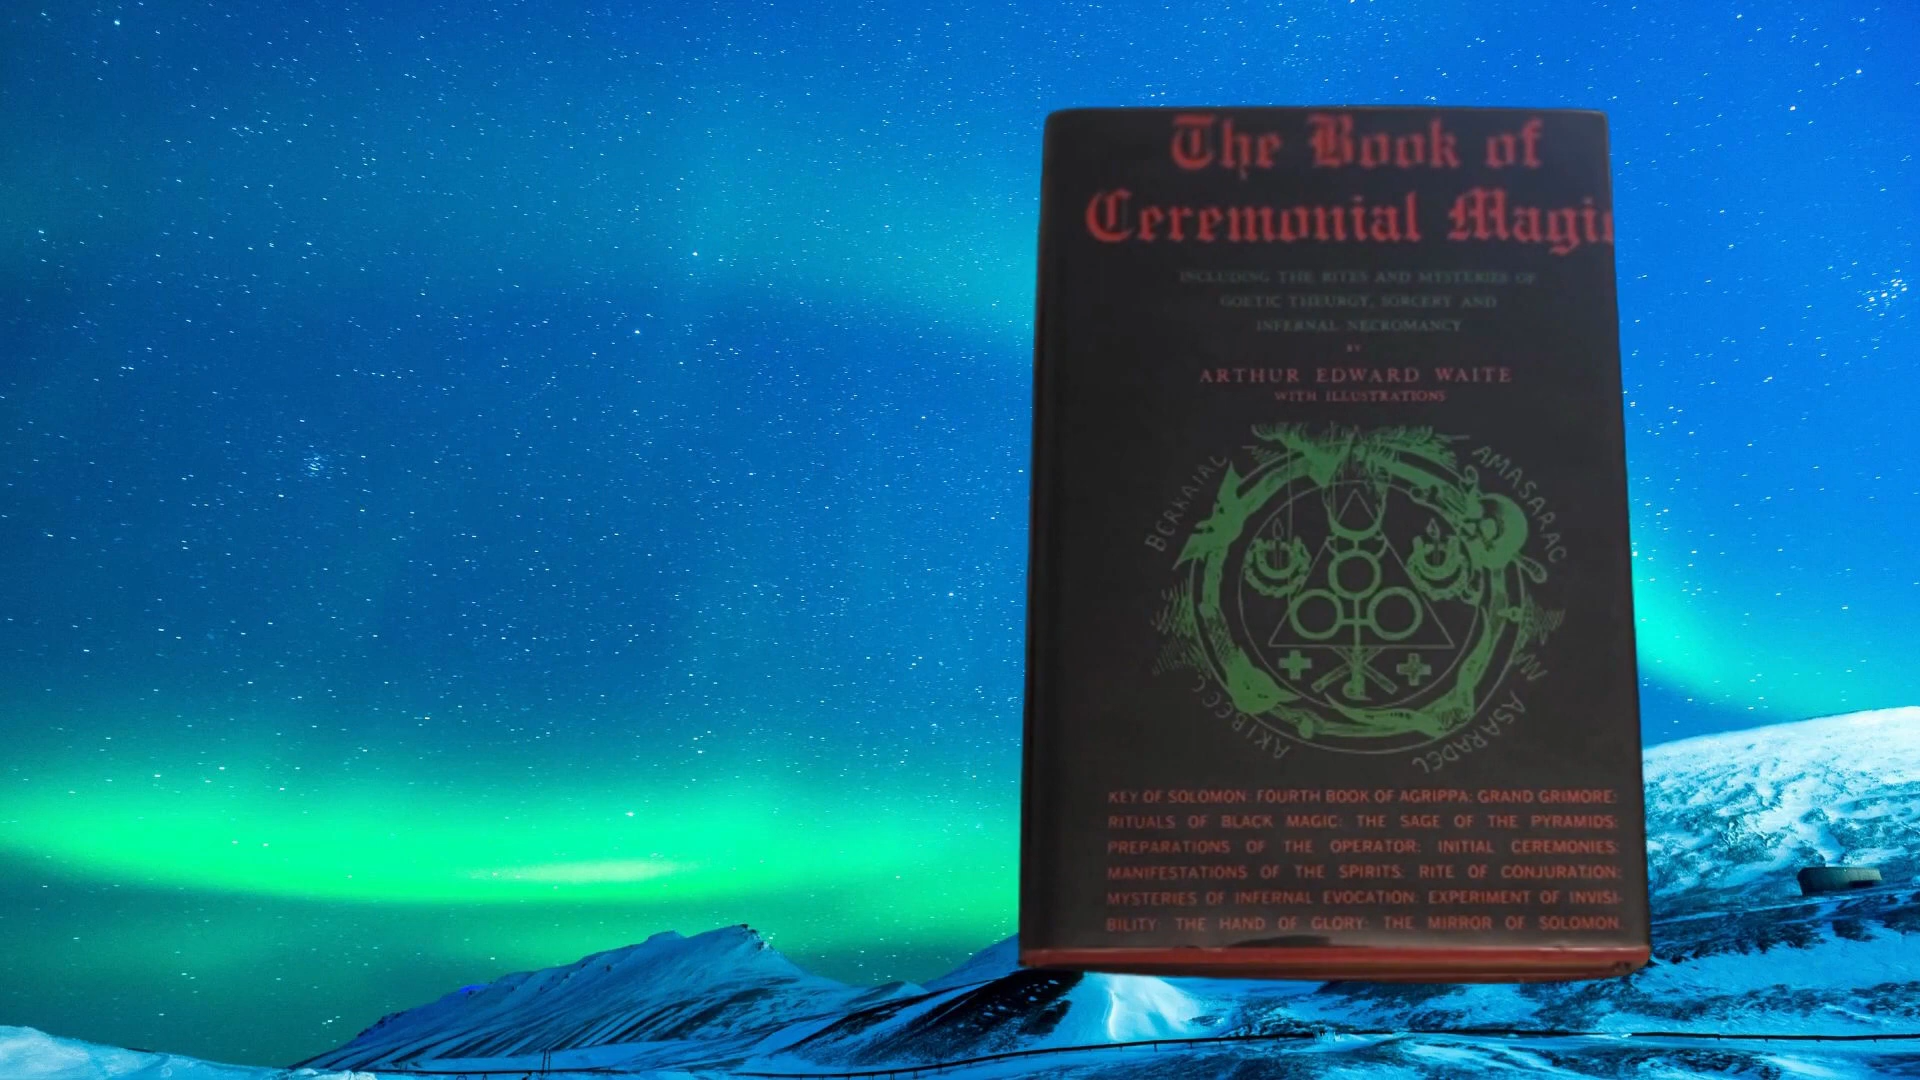 The Book of
Ceremonial Magic
INCLUDING THE RITES AND MYSTERIES OF
GOETIC THEURGY, SORCERY AND
INFERNAL NECROMANCY
BY
ARTHUR EDWARD WAITE
WITH ILLUSTRATIONS
BERKAIAL
AMASARAC
ASARADEL
AKIBEEC
KEY OF SOLOMON: FOURTH BOOK OF AGRIPPA: GRAND GRIMORE:
RITUALS OF BLACK MAGIC: THE SAGE OF THE PYRAMIDS:
PREPARATIONS OF THE OPERATOR: INITIAL CEREMONIES:
MANIFESTATIONS OF THE SPIRITS: RITE OF CONJURATION:
MYSTERIES OF INFERNAL EVOCATION: EXPERIMENT OF INVISI-
BILITY: THE HAND OF GLORY: THE MIRROR OF SOLOMON.